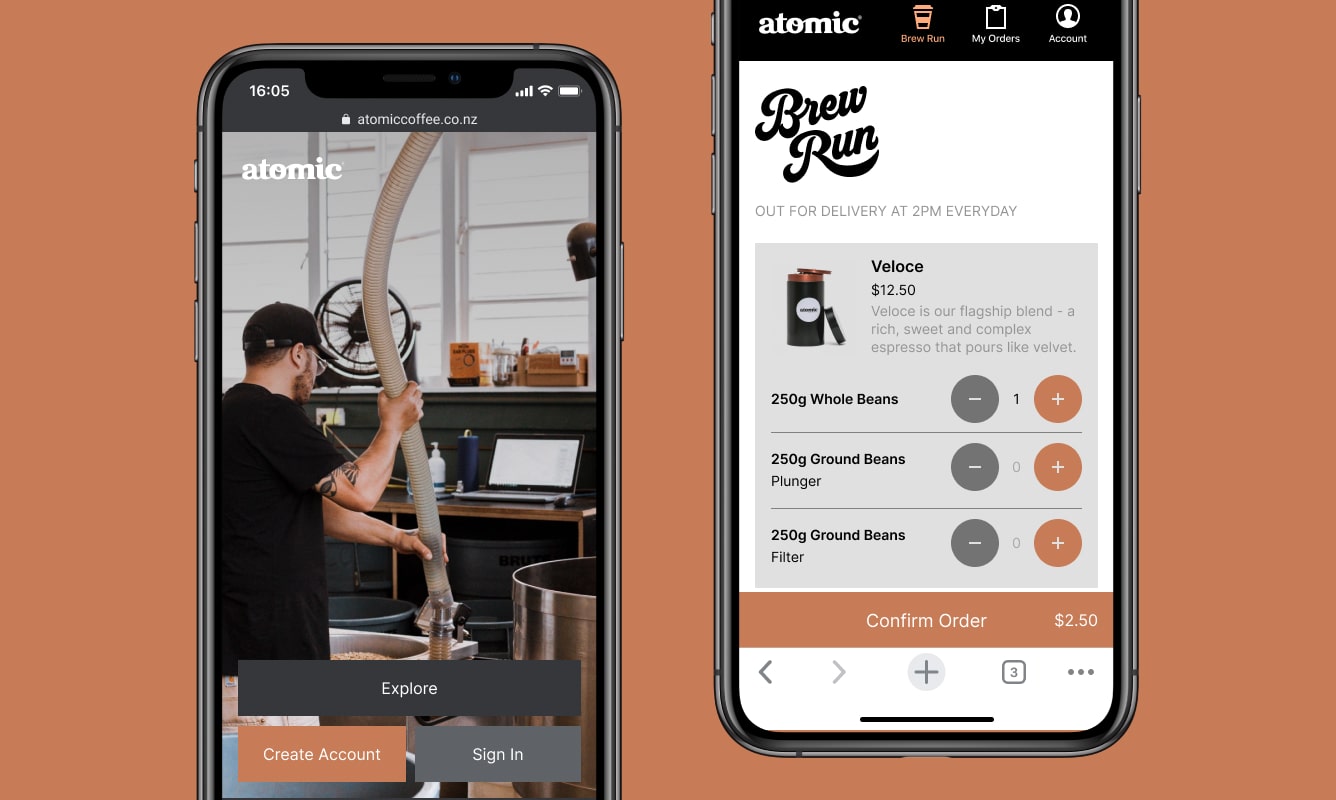 16:05
atomiccoffee.co.nz
atomic
BRUTE
Explore
Create Account
Sign In
atomic
Brew Run
My Orders
Account
Brew
Run
OUT FOR DELIVERY AT 2PM EVERYDAY
atomic
Veloce
$12.50
Veloce is our flagship blend - a
rich, sweet and complex
espresso that pours like velvet.
250g Whole Beans
1
250g Ground Beans
Plunger
0
250g Ground Beans
Filter
0
Confirm Order
$2.50
3